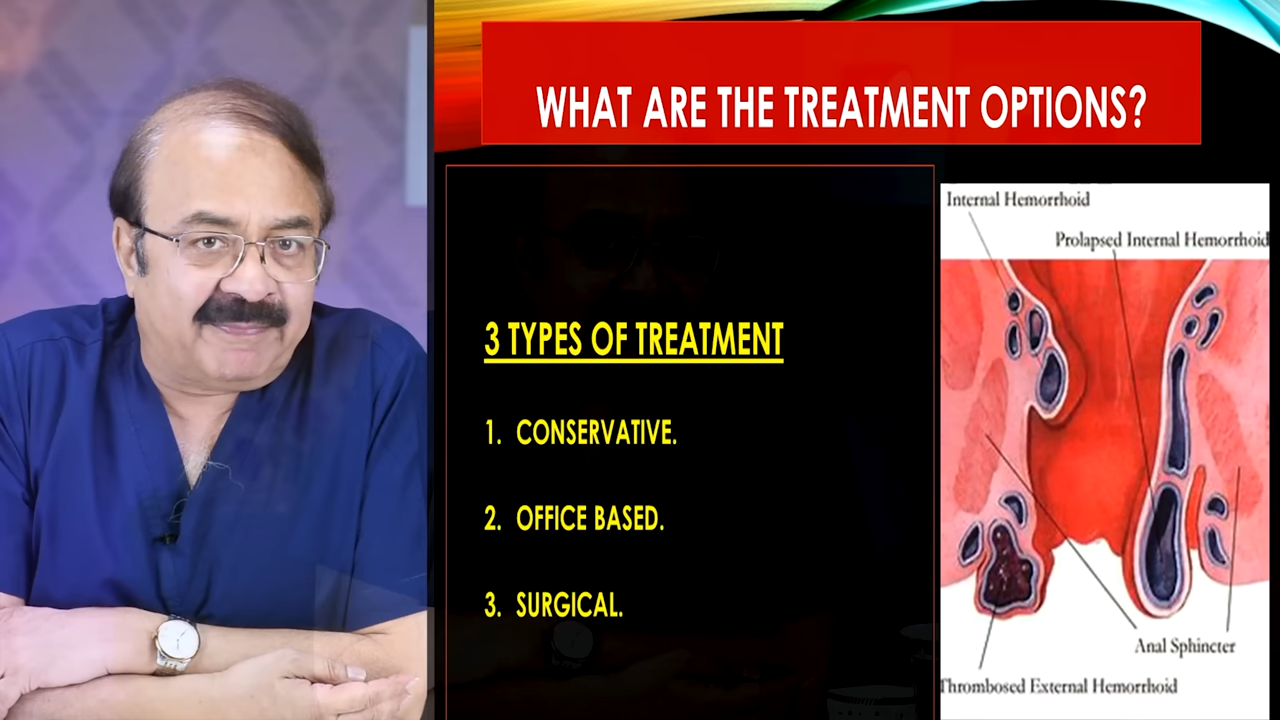 WHAT ARE THE TREATMENT OPTIONS?
3 TYPES OF TREATMENT
1. CONSERVATIVE.
2. OFFICE BASED.
3. SURGICAL.
Internal Hemorrhoid
Prolapsed Internal Hemorrhoid
Anal Sphincter
Thrombosed External Hemorrhoid